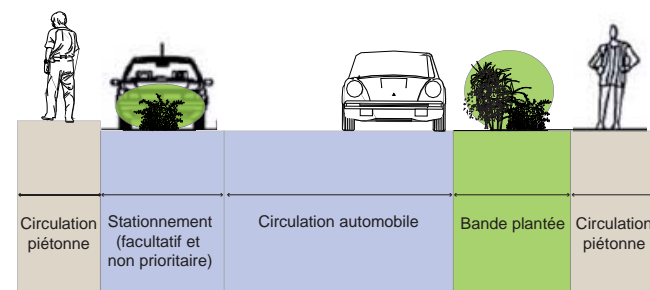 Circulation
piétonne
Stationnement
(facultatif et
non prioritaire)
Circulation automobile
Bande plantée
Circulation
piétonne